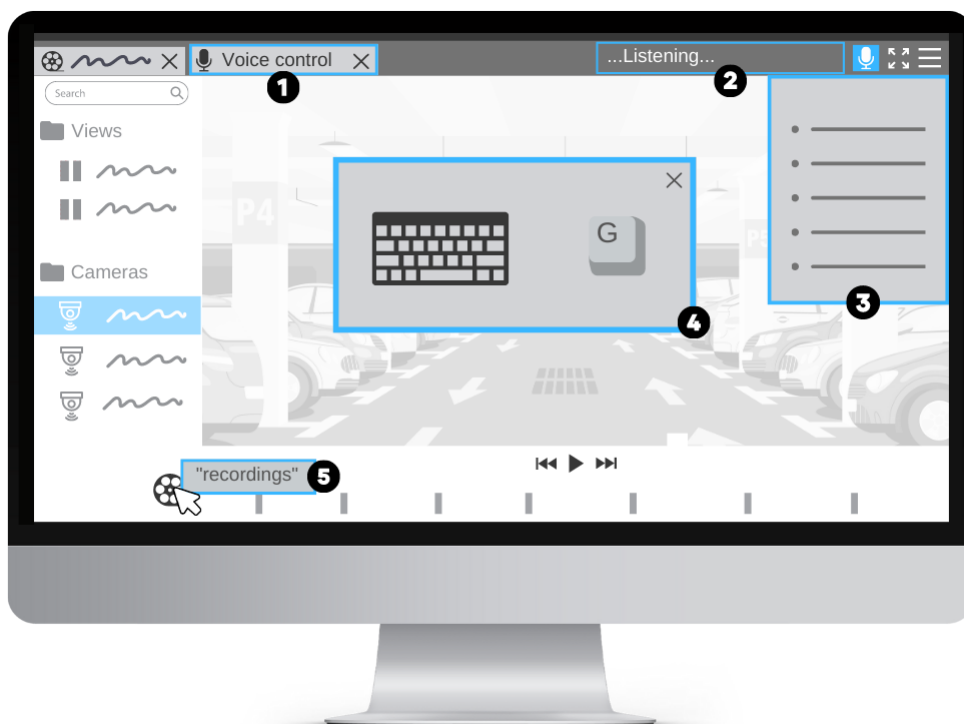 Voice control
1
...Listening...
2
Search
Views
P4
P5
Cameras
G
3
4
"recordings"
5